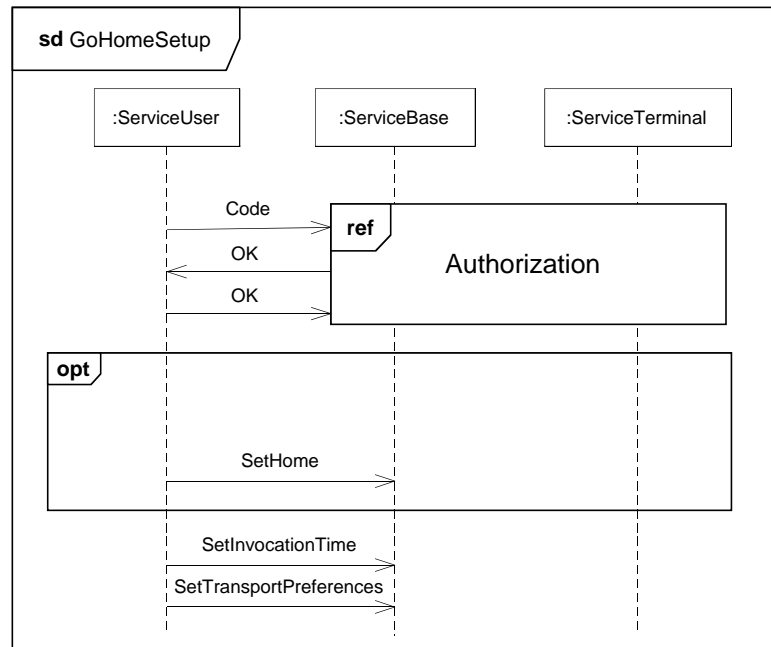 sd GoHomeSetup
:ServiceUser
:ServiceBase
:ServiceTerminal
Code
ref
Authorization
OK
OK
opt
SetHome
SetInvocationTime
SetTransportPreferences